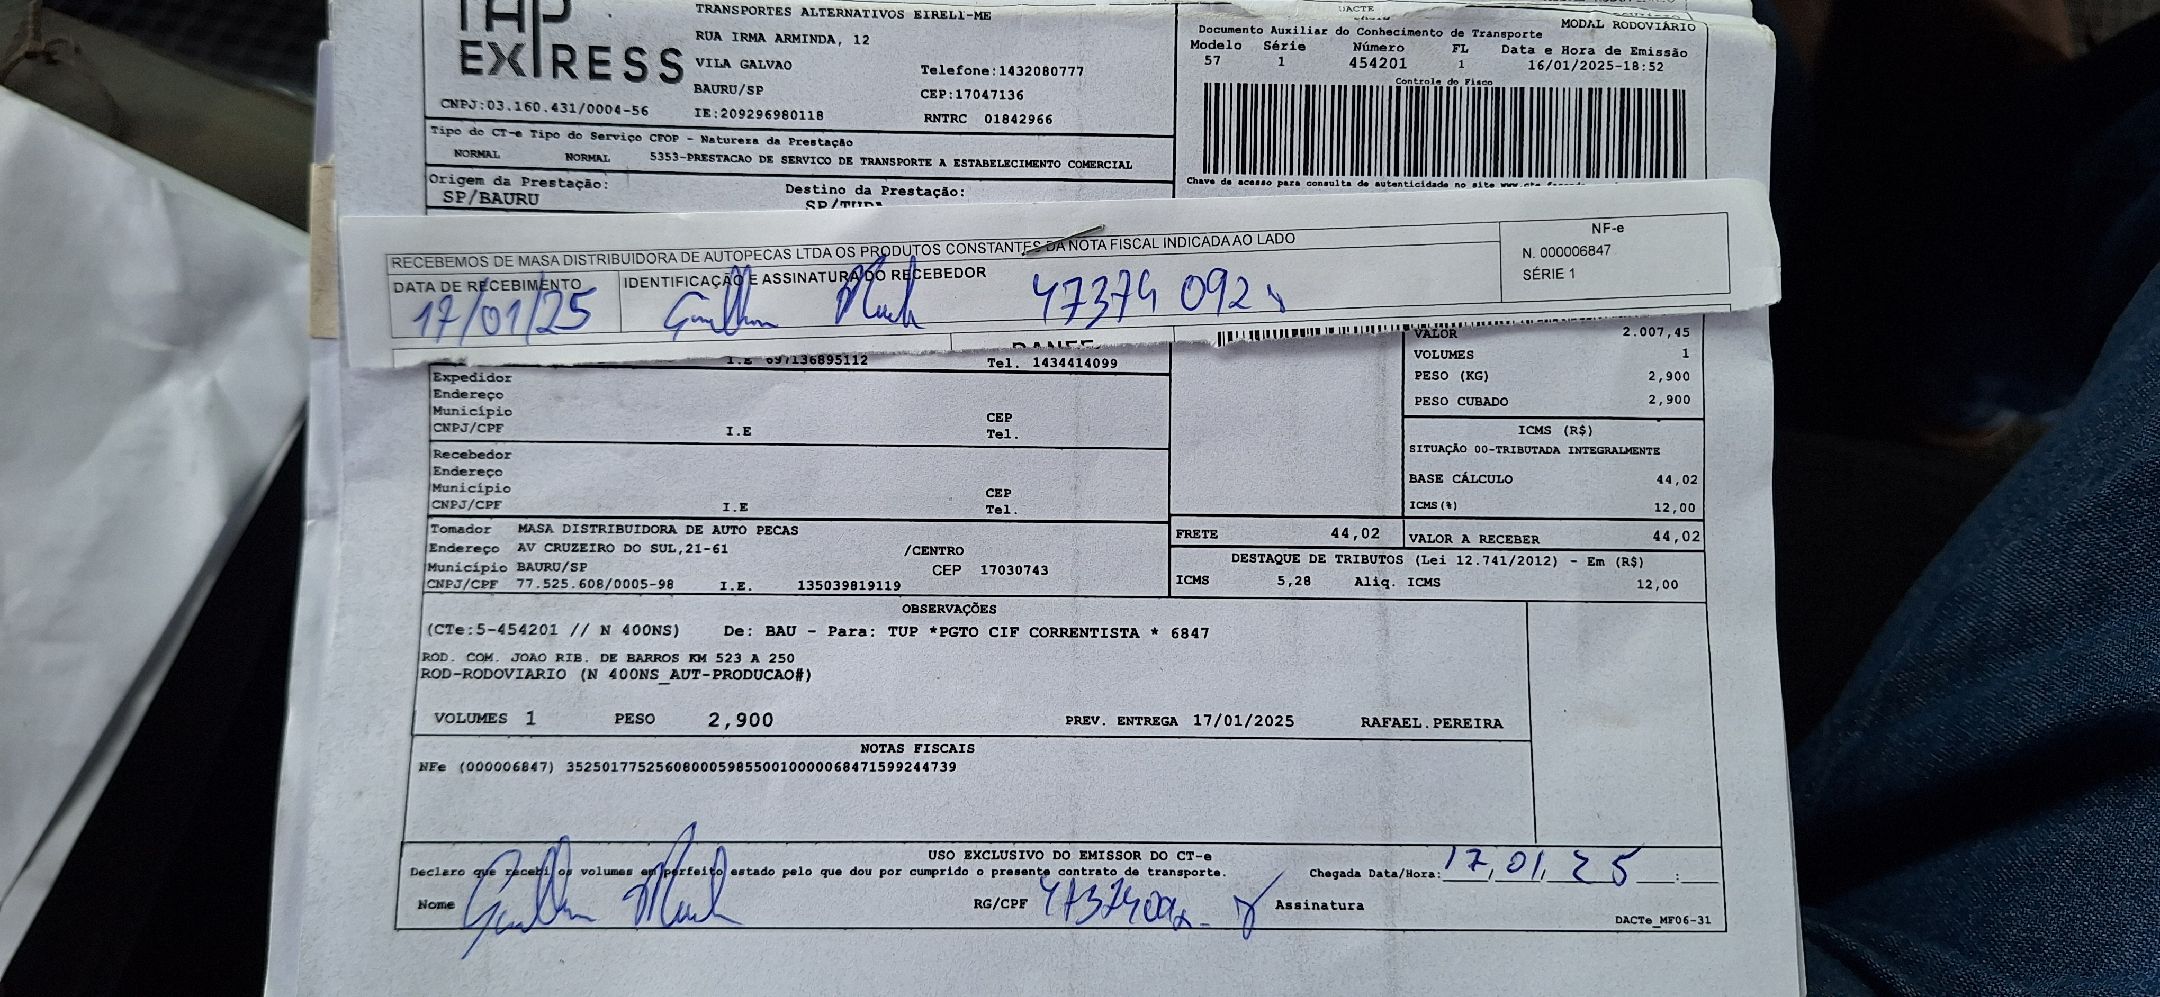 TAP
EXPRESS
TRANSPORTES ALTERNATIVOS EIRELI-ME
RUA IRMA ARMINDA, 12
VILA GALVAO
Telefone:1432080777
BAURU/SP
CEP:17047136
CNPJ:03.160.431/0004-56
IE:209296980118
RNTRC 01842966
DACTE
MODAL RODOVIÁRIO
Documento Auxiliar do Conhecimento de Transporte
Modelo Série Número FL Data e Hora de Emissão
57 1 454201 1 16/01/2025-18:52
Controle do Fisco
Tipo do CT-e Tipo do Serviço CFOP - Natureza da Prestação
NORMAL NORMAL 5353-PRESTACAO DE SERVICO DE TRANSPORTE A ESTABELECIMENTO COMERCIAL
Chave de acesso para consulta de autenticidade no site
Origem da Prestação: Destino da Prestação:
SP/BAURU
RECEBEMOS DE MASA DISTRIBUIDORA DE AUTOPECAS LTDA OS PRODUTOS CONSTANTES DA NOTA FISCAL INDICADA AO LADO
NF-e
N. 000006847
SÉRIE 1
DATA DE RECEBIMENTO IDENTIFICAÇÃO E ASSINATURA DO RECEBEDOR
17/01/25
DANFE
I.E 697136895112 Tel. 1434414099
VALOR 2.007,45
VOLUMES 1
PESO (KG) 2,900
PESO CUBADO 2,900
Expedidor
Endereço
Município CEP
CNPJ/CPF I.E Tel.
ICMS (R$)
SITUAÇÃO 00-TRIBUTADA INTEGRALMENTE
BASE CÁLCULO 44,02
ICMS(%) 12,00
Recebedor
Endereço
Município CEP
CNPJ/CPF I.E Tel.
Tomador MASA DISTRIBUIDORA DE AUTO PECAS
Endereço AV CRUZEIRO DO SUL,21-61 /CENTRO
Município BAURU/SP CEP 17030743
CNPJ/CPF 77.525.608/0005-98 I.E. 135039819119
FRETE 44,02 VALOR A RECEBER 44,02
DESTAQUE DE TRIBUTOS (Lei 12.741/2012) - Em (R$)
ICMS 5,28 Aliq. ICMS 12,00
OBSERVAÇÕES
(CTe:5-454201 // N 400NS) De: BAU - Para: TUP *PGTO CIF CORRENTISTA * 6847
ROD. COM. JOAO RIB. DE BARROS KM 523 A 250
ROD-RODOVIARIO (N 400NS_AUT-PRODUCAO#)
VOLUMES 1 PESO 2,900 PREV. ENTREGA 17/01/2025 RAFAEL.PEREIRA
NOTAS FISCAIS
NFe (000006847) 35250177525608000598550010000068471599244739
USO EXCLUSIVO DO EMISSOR DO CT-e
Declaro que recebi os volumes em perfeito estado pelo que dou por cumprido o presente contrato de transporte. Chegada Data/Hora: 17,01,25 :
Nome RG/CPF Assinatura
DACTe_MF06-31